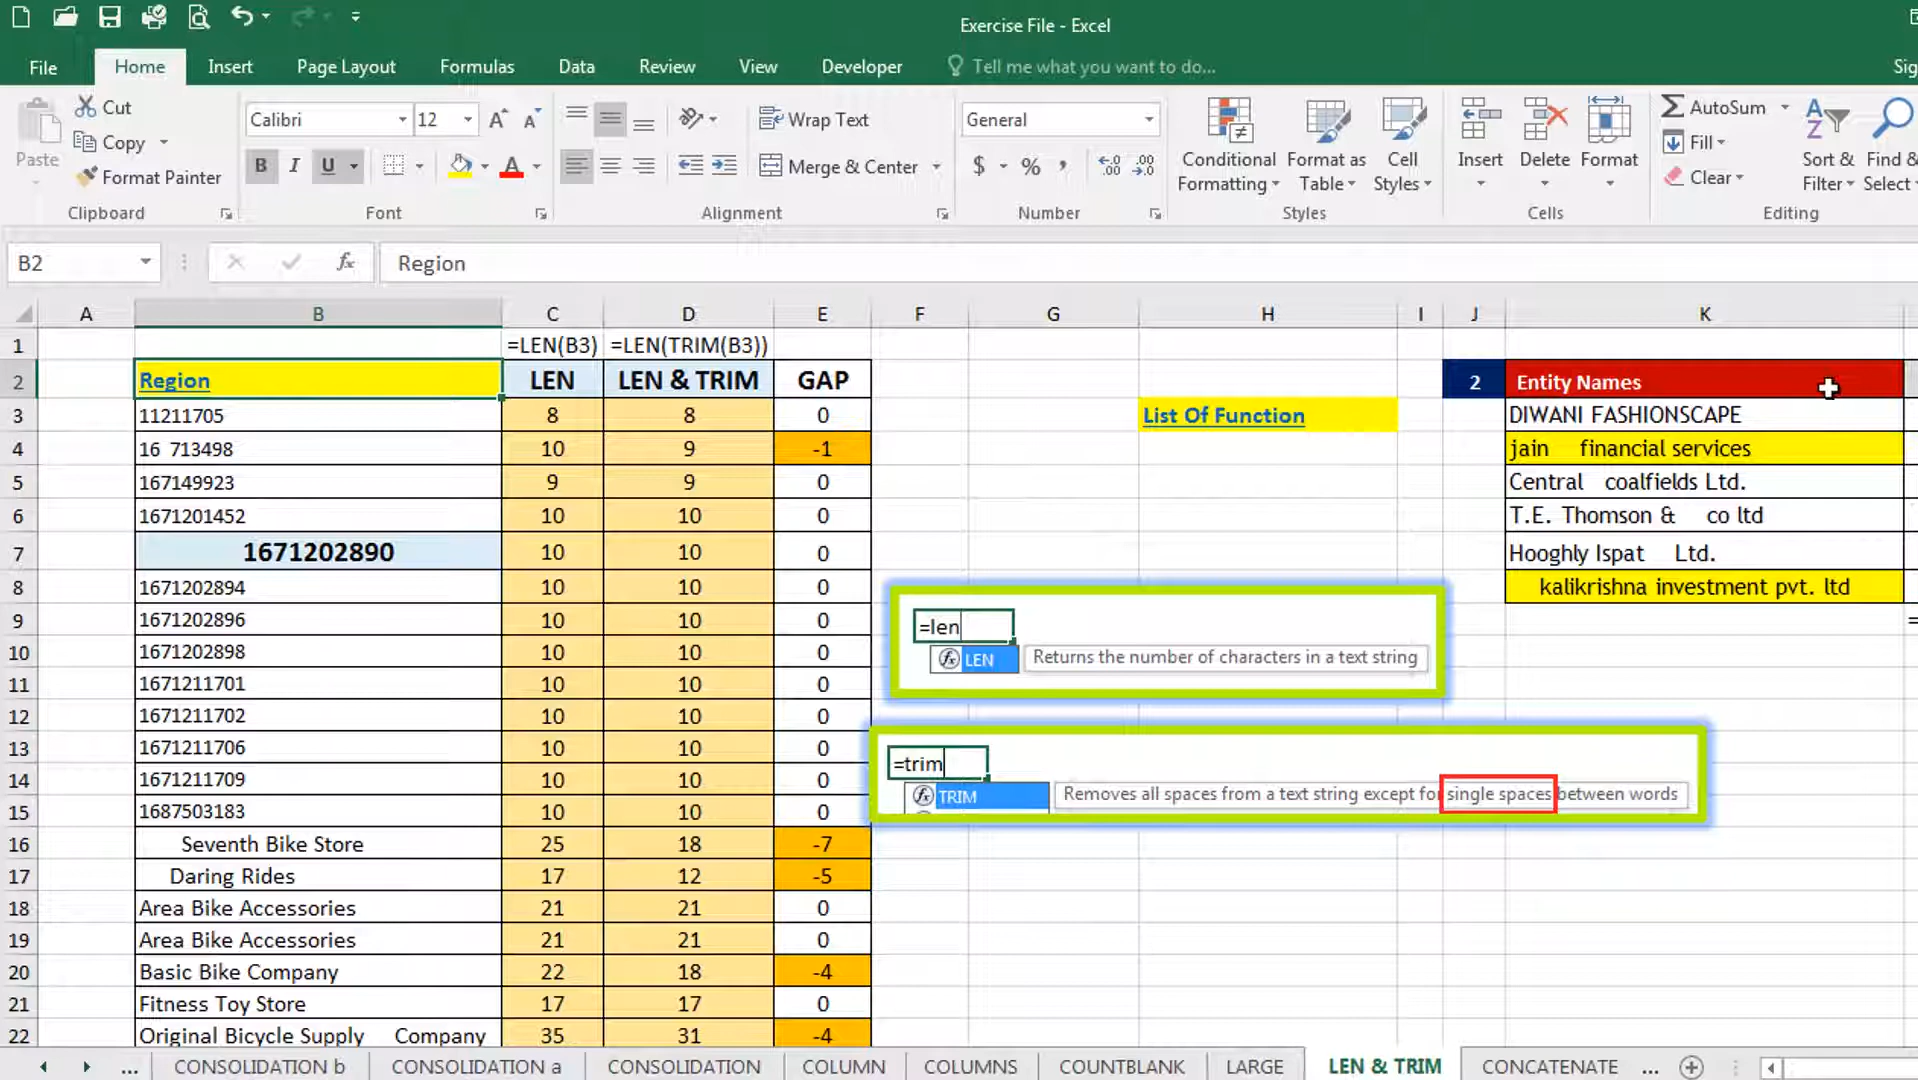 Exercise File - Excel
File Home Insert Page Layout Formulas Data Review View Developer Tell me what you want to do...
Cut
Copy
Format Painter
Paste
Clipboard
Calibri 12
B I U
Font
Wrap Text
Merge & Center
Alignment
General
$ % ,
Number
Conditional Formatting
Format as Table
Cell Styles
Styles
Insert Delete Format
Cells
AutoSum
Fill
Clear
Sort & Filter
Find & Select
Editing
B2 fx Region
A B C D E F G H I J K
1 =LEN(B3) =LEN(TRIM(B3))
2 Region LEN LEN & TRIM GAP 2 Entity Names
3 11211705 8 8 0 List Of Function DIWANI FASHIONSCAPE
4 16 713498 10 9 -1 jain financial services
5 167149923 9 9 0 Central coalfields Ltd.
6 1671201452 10 10 0 T.E. Thomson & co ltd
7 1671202890 10 10 0 Hooghly Ispat Ltd.
8 1671202894 10 10 0 kalikrishna investment pvt. ltd
9 1671202896 10 10 0 =len
10 1671202898 10 10 0 LEN Returns the number of characters in a text string
11 1671211701 10 10 0
12 1671211702 10 10 0
13 1671211706 10 10 0 =trim
14 1671211709 10 10 0 TRIM Removes all spaces from a text string except for single spaces between words
15 1687503183 10 10 0
16 Seventh Bike Store 25 18 -7
17 Daring Rides 17 12 -5
18 Area Bike Accessories 21 21 0
19 Area Bike Accessories 21 21 0
20 Basic Bike Company 22 18 -4
21 Fitness Toy Store 17 17 0
22 Original Bicycle Supply Company 35 31 -4
... CONSOLIDATION b CONSOLIDATION a CONSOLIDATION COLUMN COLUMNS COUNTBLANK LARGE LEN & TRIM CONCATENATE ...